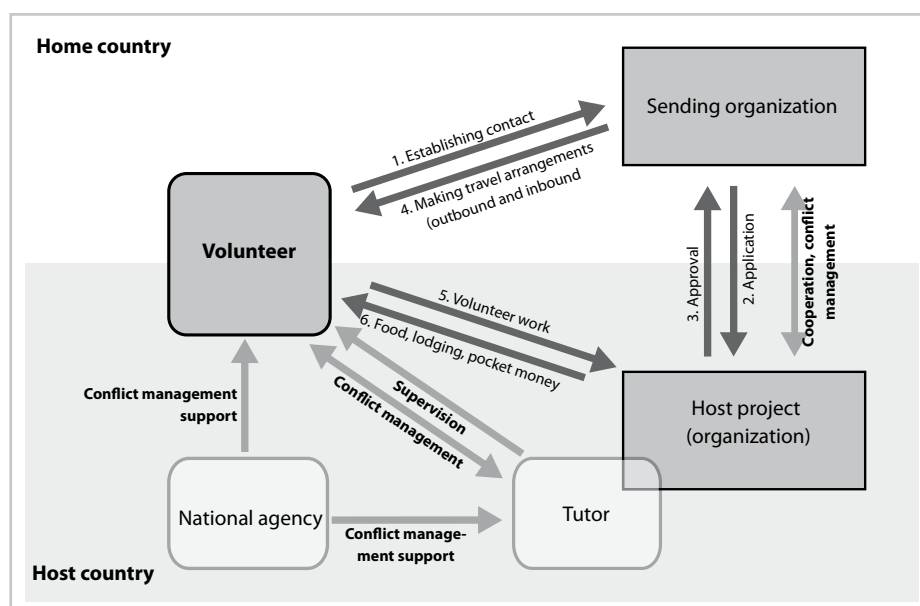 Home country
Sending organization
1. Establishing contact
4. Making travel arrangements
(outbound and inbound
Volunteer
3. Approval
2. Application
Cooperation, conflict
management
5. Volunteer work
6. Food, lodging, pocket money
Supervision
Conflict management
Conflict management
support
Host project
(organization)
National agency
Tutor
Conflict manage-
ment support
Host country